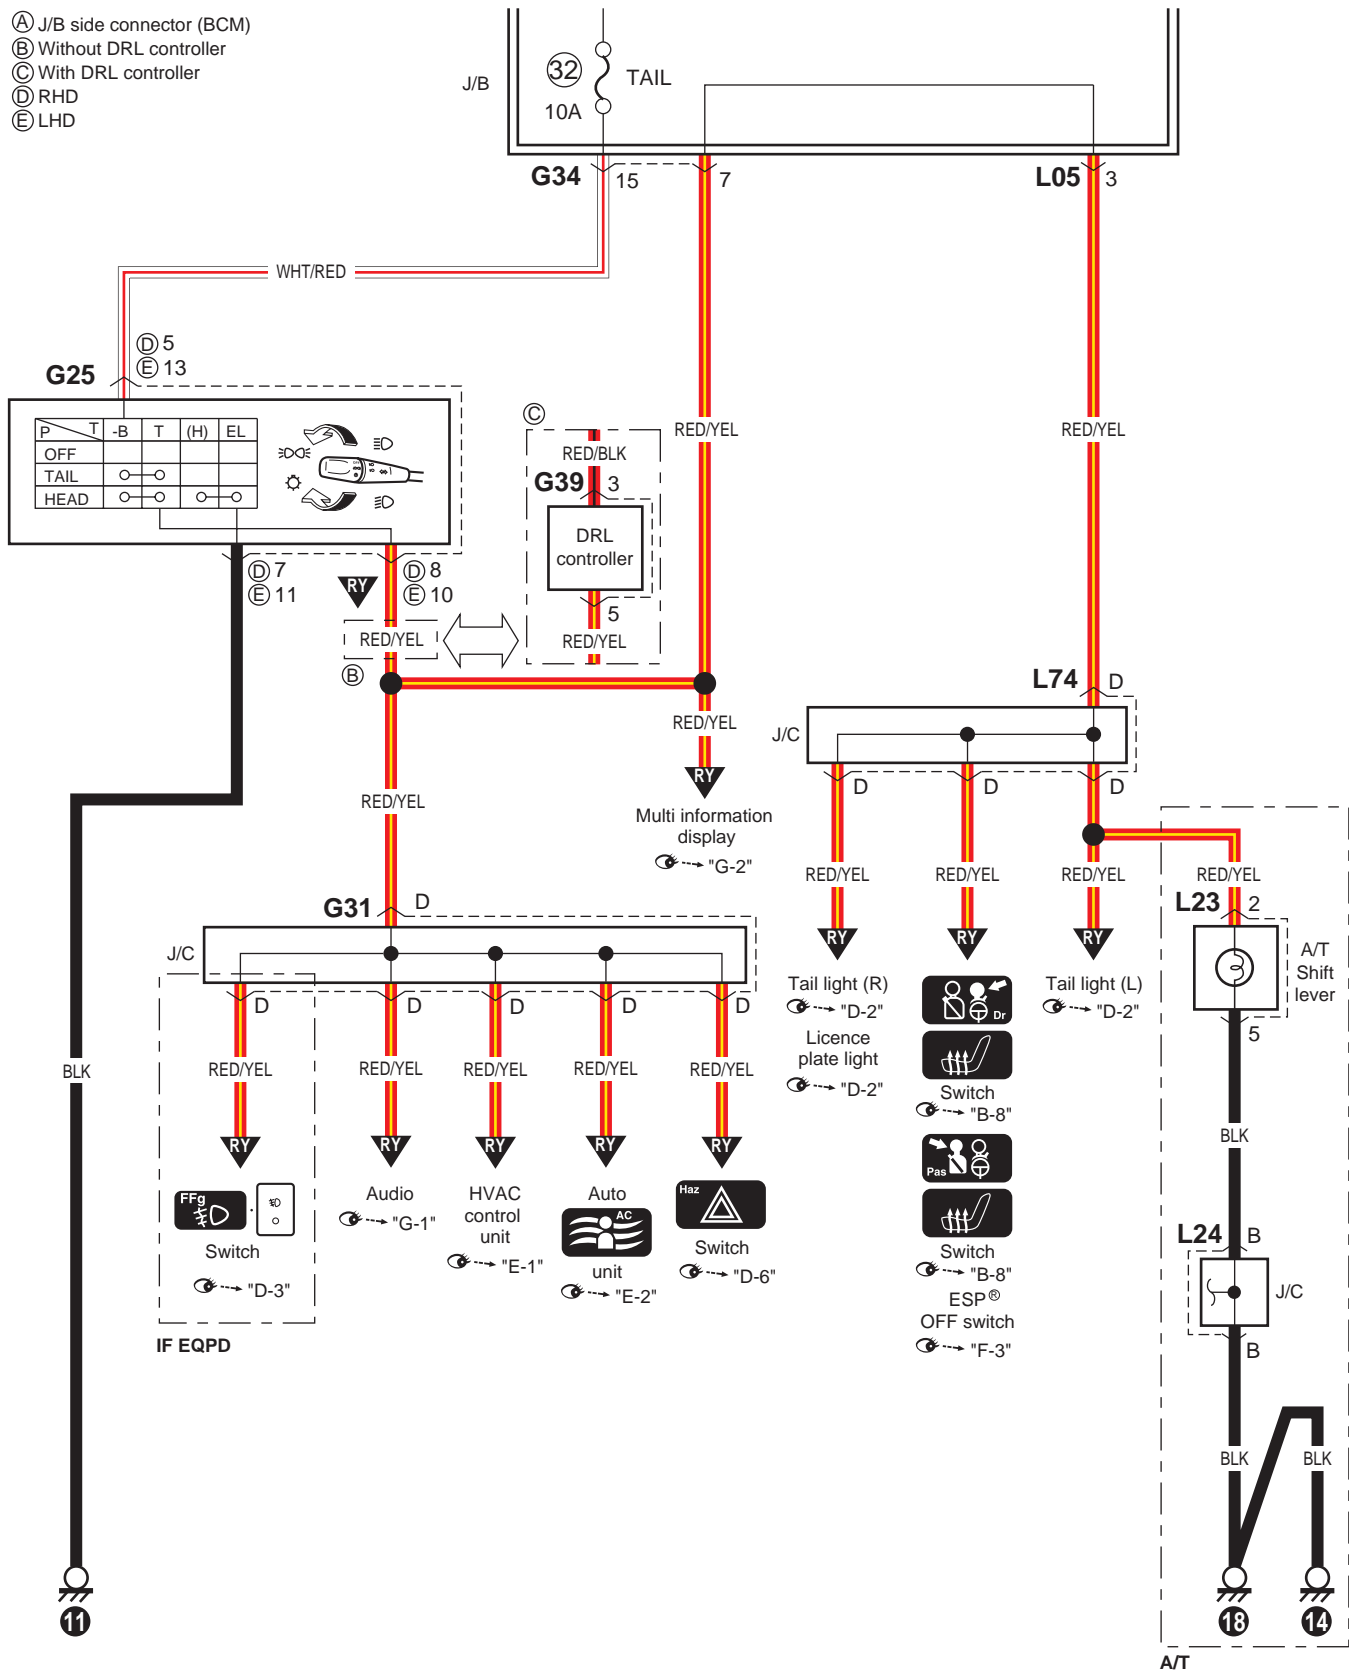 Ⓐ J/B side connector (BCM)
Ⓑ Without DRL controller
Ⓒ With DRL controller
Ⓓ RHD
Ⓔ LHD
J/B
32
TAIL
10A
G34
15
7
L05
3
WHT/RED
Ⓓ 5
Ⓔ 13
G25
P T -B T (H) EL
OFF
TAIL
HEAD
Ⓒ
RED/BLK
G39
3
DRL
controller
5
RED/YEL
RED/YEL
RED/YEL
Ⓓ 7
Ⓔ 11
Ⓓ 8
Ⓔ 10
RY
RED/YEL
Ⓑ
RED/YEL
RY
Multi information
display
"G-2"
RED/YEL
L74
D
J/C
D
D
D
RED/YEL
RED/YEL
RED/YEL
RED/YEL
RY
RY
RY
Tail light (R)
"D-2"
Licence
plate light
"D-2"
Dr
Switch
"B-8"
Pas
Switch
"B-8"
ESP®
OFF switch
"F-3"
Tail light (L)
"D-2"
L23
2
A/T
Shift
lever
5
BLK
L24
B
J/C
B
BLK
BLK
18
14
A/T
G31
D
J/C
D
D
D
D
D
BLK
RED/YEL
RED/YEL
RED/YEL
RED/YEL
RED/YEL
RY
RY
RY
RY
RY
FFg
Switch
"D-3"
IF EQPD
Audio
"G-1"
HVAC
control
unit
"E-1"
Auto
AC
unit
"E-2"
Haz
Switch
"D-6"
11